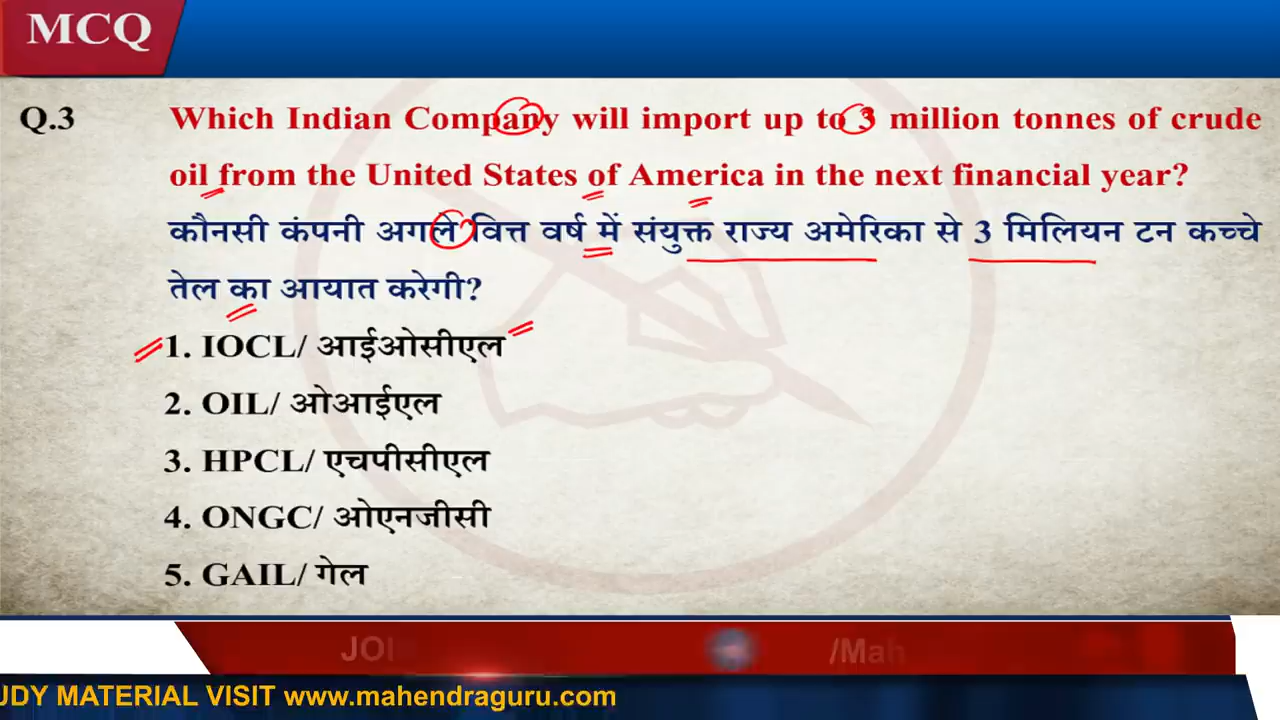 MCQ
Q.3 Which Indian Company will import up to 3 million tonnes of crude
oil from the United States of America in the next financial year?
कौनसी कंपनी अगले वित्त वर्ष में संयुक्त राज्य अमेरिका से 3 मिलियन टन कच्चे
तेल का आयात करेगी?
1. IOCL/ आईओसीएल
2. OIL/ ओआईएल
3. HPCL/ एचपीसीएल
4. ONGC/ ओएनजीसी
5. GAIL/ गेल
JOI /Mah
UDY MATERIAL VISIT www.mahendraguru.com